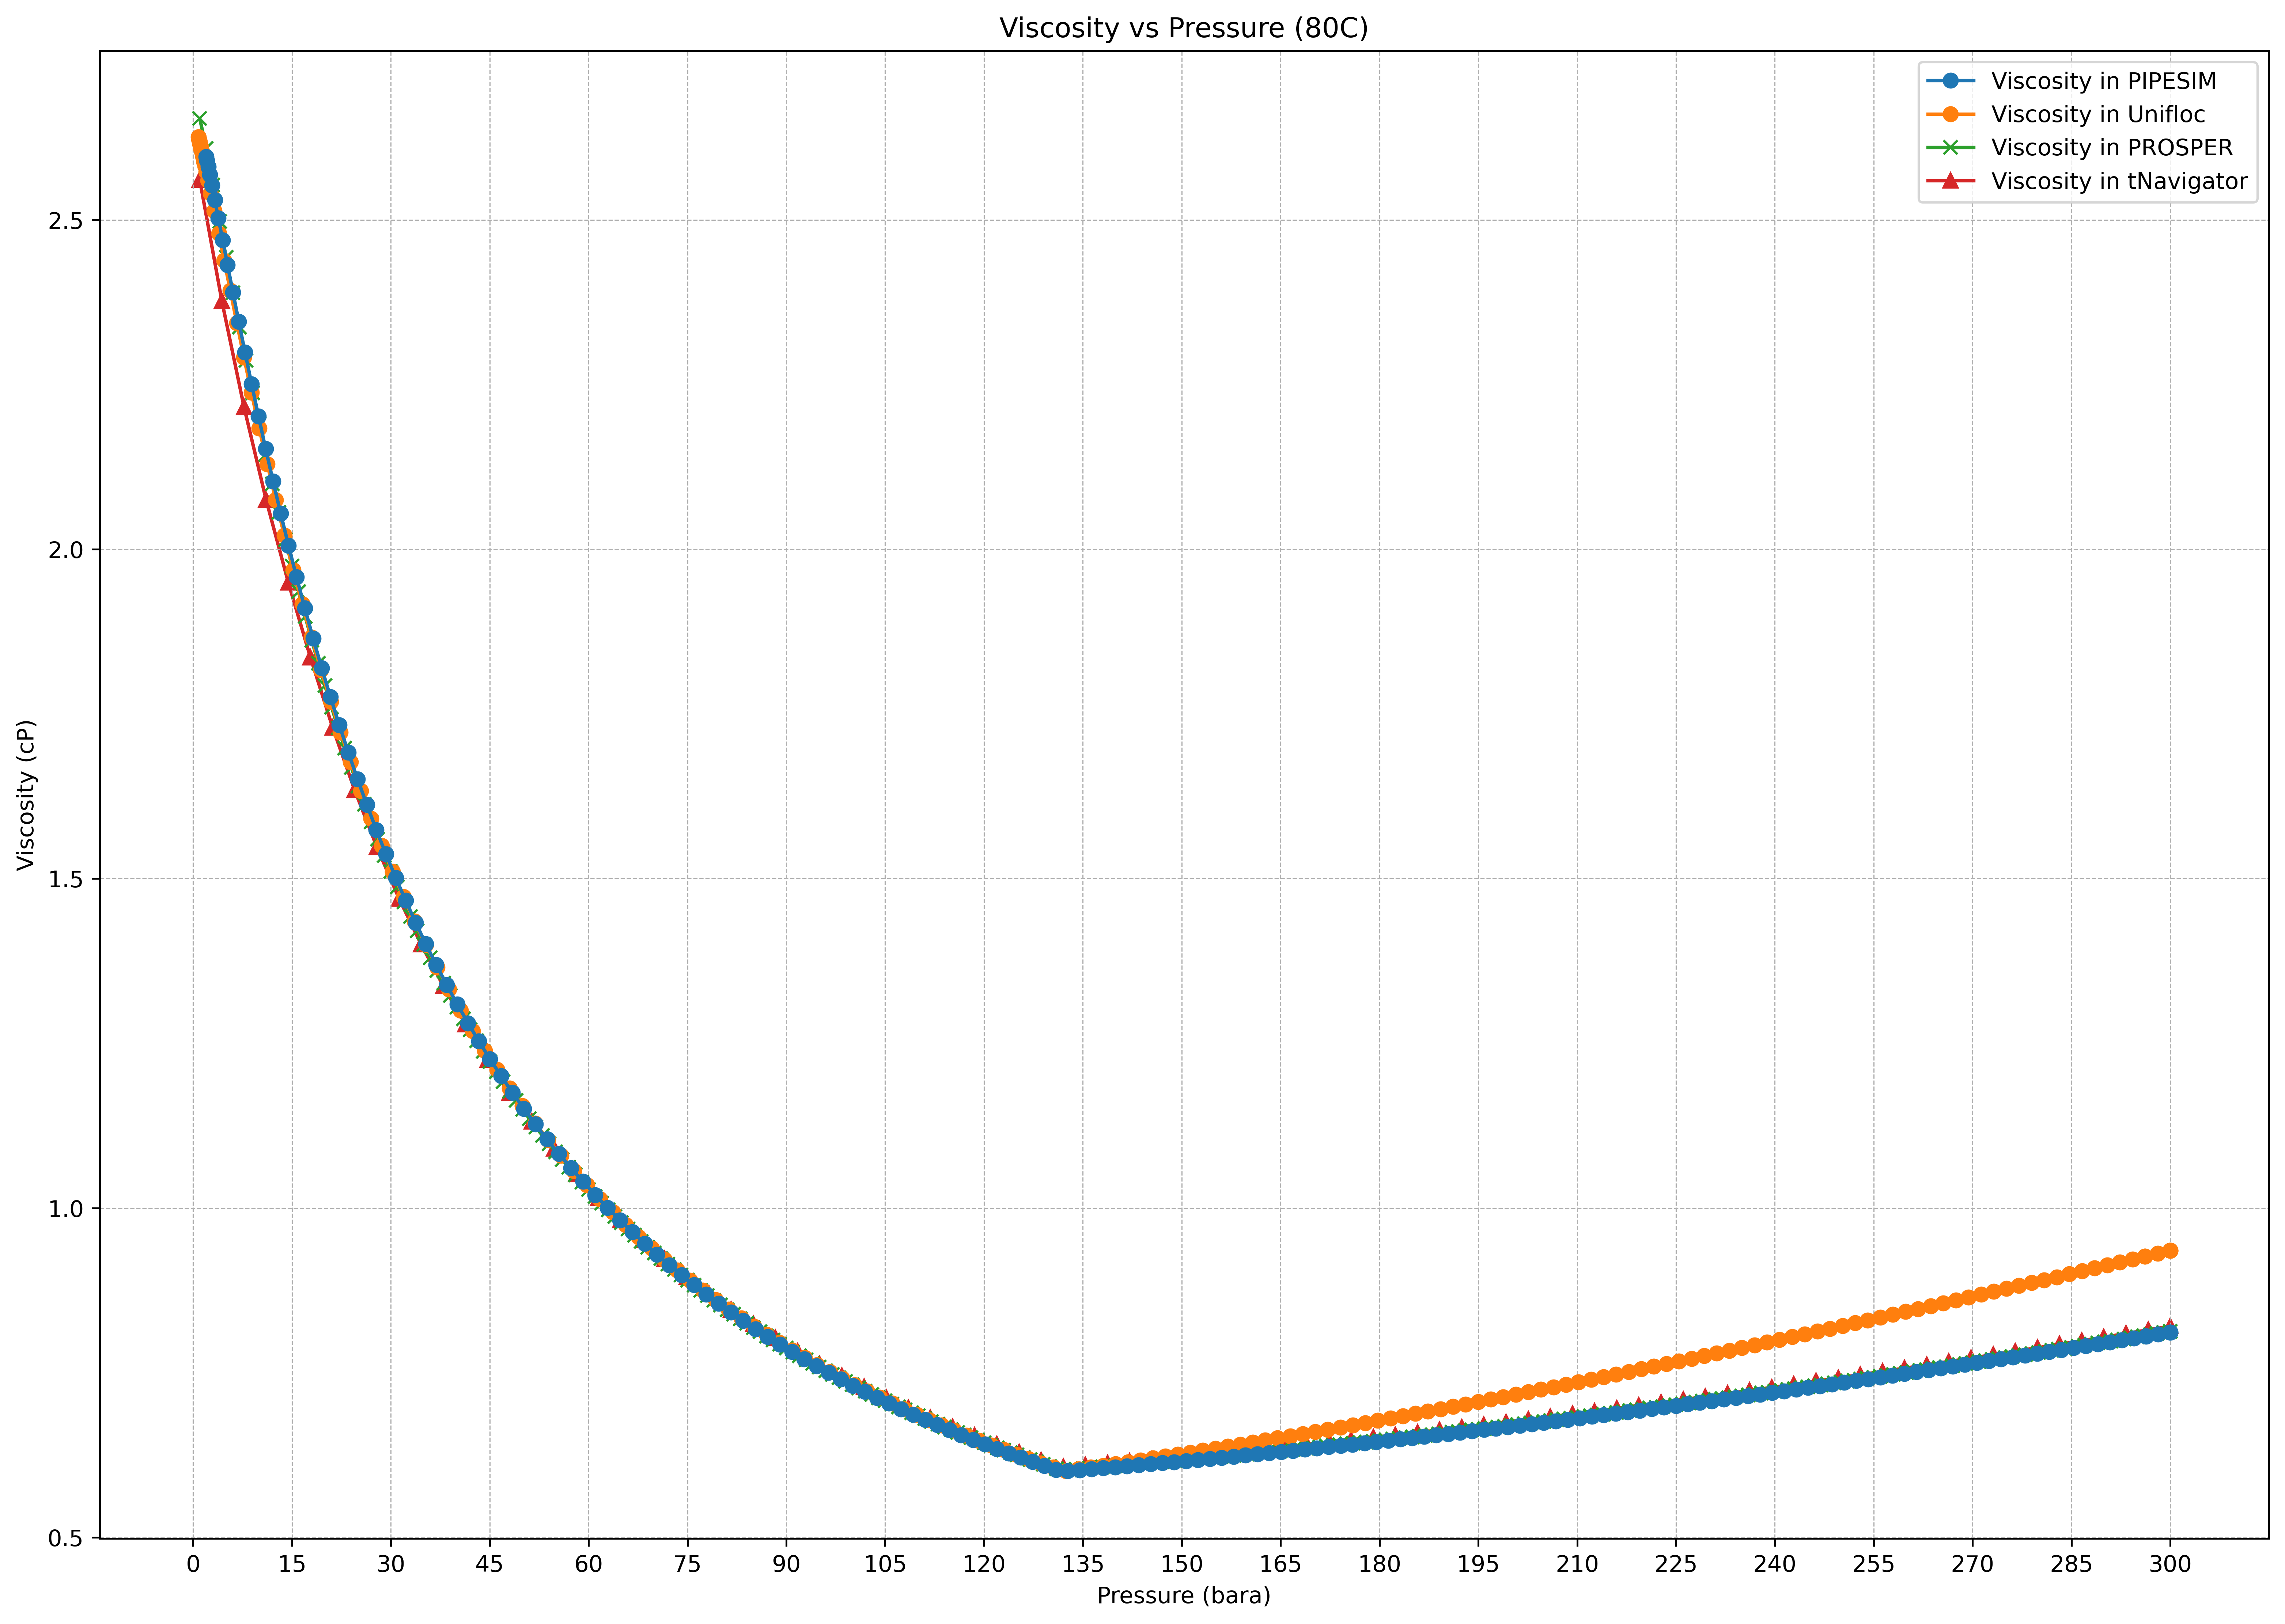 Viscosity vs Pressure (80C)
Viscosity in PIPESIM
Viscosity in Unifloc
Viscosity in PROSPER
Viscosity in tNavigator
Viscosity (cP)
2.5
2.0
1.5
1.0
0.5
0 15 30 45 60 75 90 105 120 135 150 165 180 195 210 225 240 255 270 285 300
Pressure (bara)